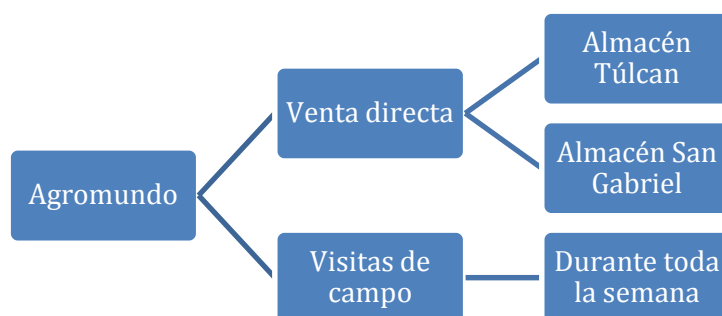 Agromundo
Venta directa
Almacén
Túlcan
Almacén San
Gabriel
Visitas de
campo
Durante toda
la semana